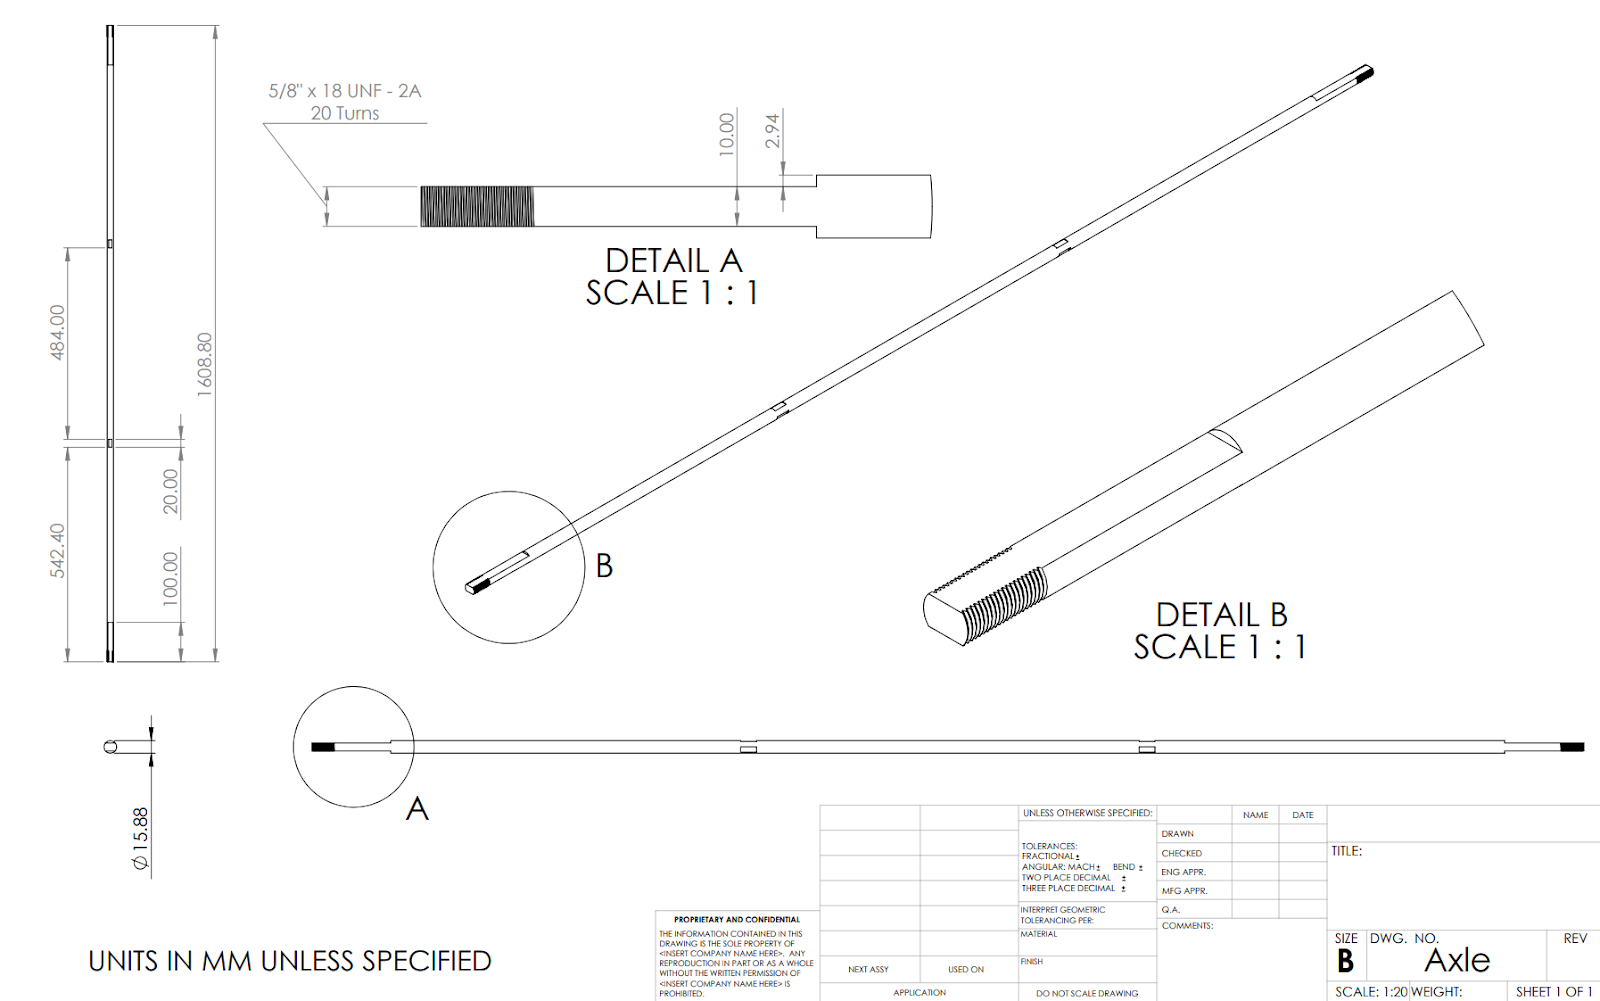 5/8" x 18 UNF - 2A
20 Turns
10.00
2.94
DETAIL A
SCALE 1 : 1
484.00
1608.80
20.00
542.40
100.00
B
DETAIL B
SCALE 1 : 1
A
Ø15.88
UNITS IN MM UNLESS SPECIFIED
PROPRIETARY AND CONFIDENTIAL
THE INFORMATION CONTAINED IN THIS
DRAWING IS THE SOLE PROPERTY OF
<INSERT COMPANY NAME HERE>. ANY
REPRODUCTION IN PART OR AS A WHOLE
WITHOUT THE WRITTEN PERMISSION OF
<INSERT COMPANY NAME HERE> IS
PROHIBITED.
NEXT ASSY
USED ON
APPLICATION
UNLESS OTHERWISE SPECIFIED:
TOLERANCES:
FRACTIONAL±
ANGULAR: MACH± BEND ±
TWO PLACE DECIMAL ±
THREE PLACE DECIMAL ±
INTERPRET GEOMETRIC
TOLERANCING PER:
MATERIAL
FINISH
DO NOT SCALE DRAWING
NAME
DATE
DRAWN
CHECKED
ENG APPR.
MFG APPR.
Q.A.
COMMENTS:
TITLE:
SIZE
B
DWG. NO.
Axle
REV
SCALE: 1:20
WEIGHT:
SHEET 1 OF 1